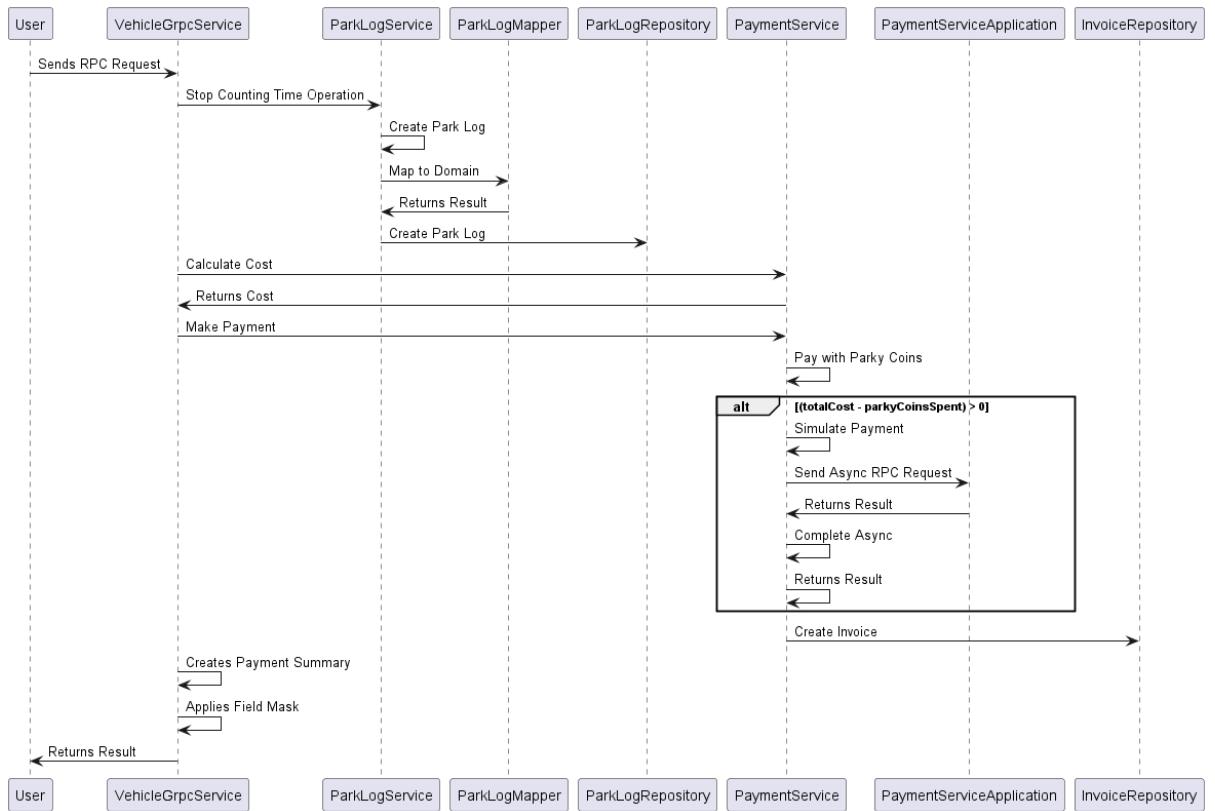 User VehicleGrpcService ParkLogService ParkLogMapper ParkLogRepository PaymentService PaymentServiceApplication InvoiceRepository
Sends RPC Request
Stop Counting Time Operation
Create Park Log
Map to Domain
Returns Result
Create Park Log
Calculate Cost
Returns Cost
Make Payment
Pay with Parky Coins
alt [(totalCost - parkyCoinsSpent) > 0]
Simulate Payment
Send Async RPC Request
Returns Result
Complete Async
Returns Result
Create Invoice
Creates Payment Summary
Applies Field Mask
Returns Result
User VehicleGrpcService ParkLogService ParkLogMapper ParkLogRepository PaymentService PaymentServiceApplication InvoiceRepository